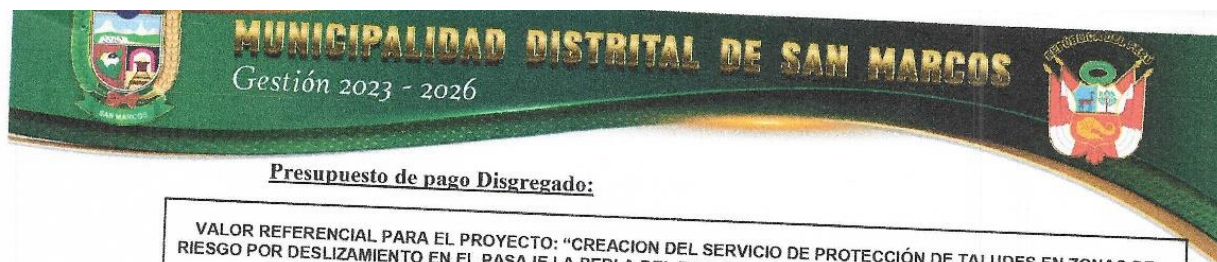 MUNICIPALIDAD DISTRITAL DE SAN MARCOS
Gestión 2023 - 2026
SAN MARCOS
REPÚBLICA DEL PERÚ
Presupuesto de pago Disgregado:
VALOR REFERENCIAL PARA EL PROYECTO: "CREACION DEL SERVICIO DE PROTECCIÓN DE TALUDES EN ZONAS DE
RIESGO POR DESLIZAMIENTO EN EL PASAJE LA PERLA DEL